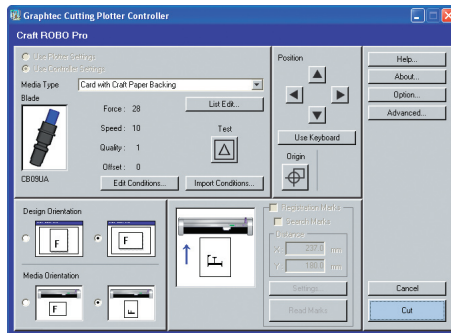 Graphtec Cutting Plotter Controller
Craft ROBO Pro
Use Plotter Settings
Use Controller Settings
Media Type
Card with Craft Paper Backing
Blade
CB09UA
Force : 28
Speed : 10
Quality : 1
Offset : 0
List Edit...
Test
Edit Conditions...
Import Conditions...
Position
Use Keyboard
Origin
Help...
About...
Option...
Advanced...
Design Orientation
F
F
Media Orientation
F
F
F
Registration Marks
Search Marks
Distance
X: 237.0 mm
Y: 180.0 mm
Settings...
Read Marks
Cancel
Cut